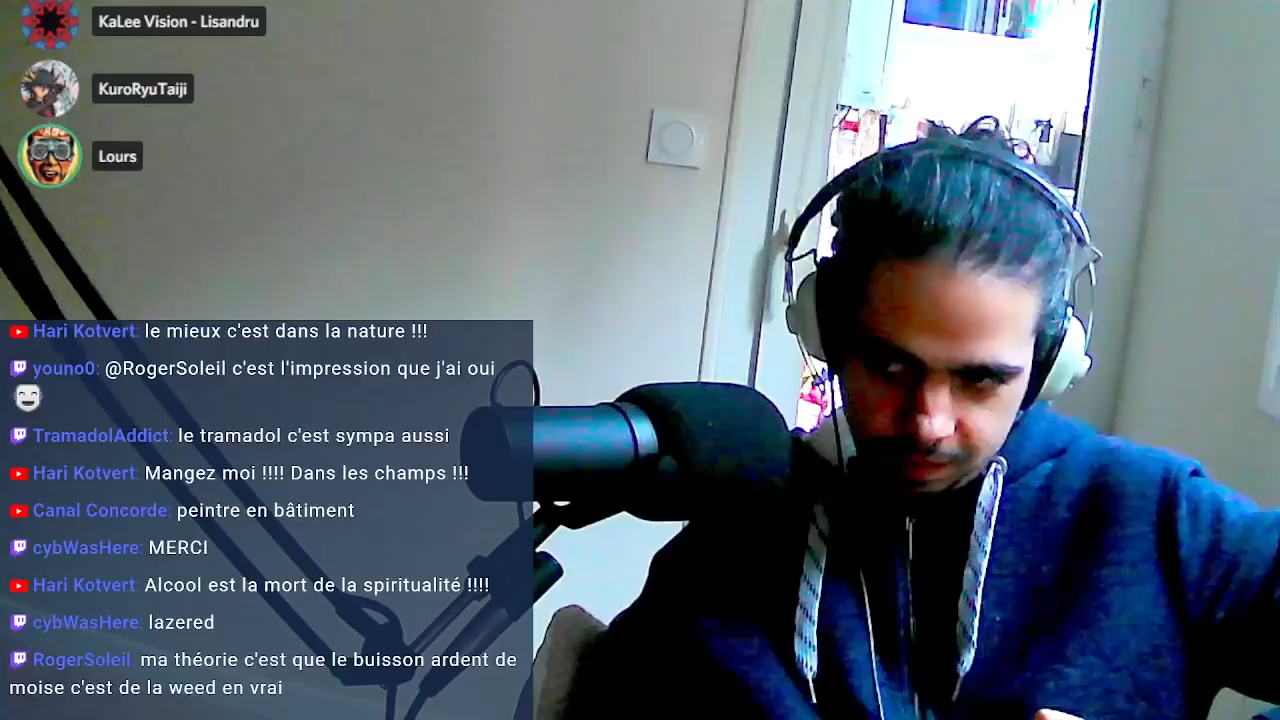 KaLee Vision - Lisandru
KuroRyuTaiji
Lours
Hari Kotvert: le mieux c'est dans la nature !!!
youno0: @RogerSoleil c'est l'impression que j'ai oui
TramadolAddict: le tramadol c'est sympa aussi
Hari Kotvert: Mangez moi !!!! Dans les champs !!!
Canal Concorde: peintre en bâtiment
cybWasHere: MERCI
Hari Kotvert: Alcool est la mort de la spiritualité !!!!
cybWasHere: lazered
RogerSoleil: ma théorie c'est que le buisson ardent de
moise c'est de la weed en vrai